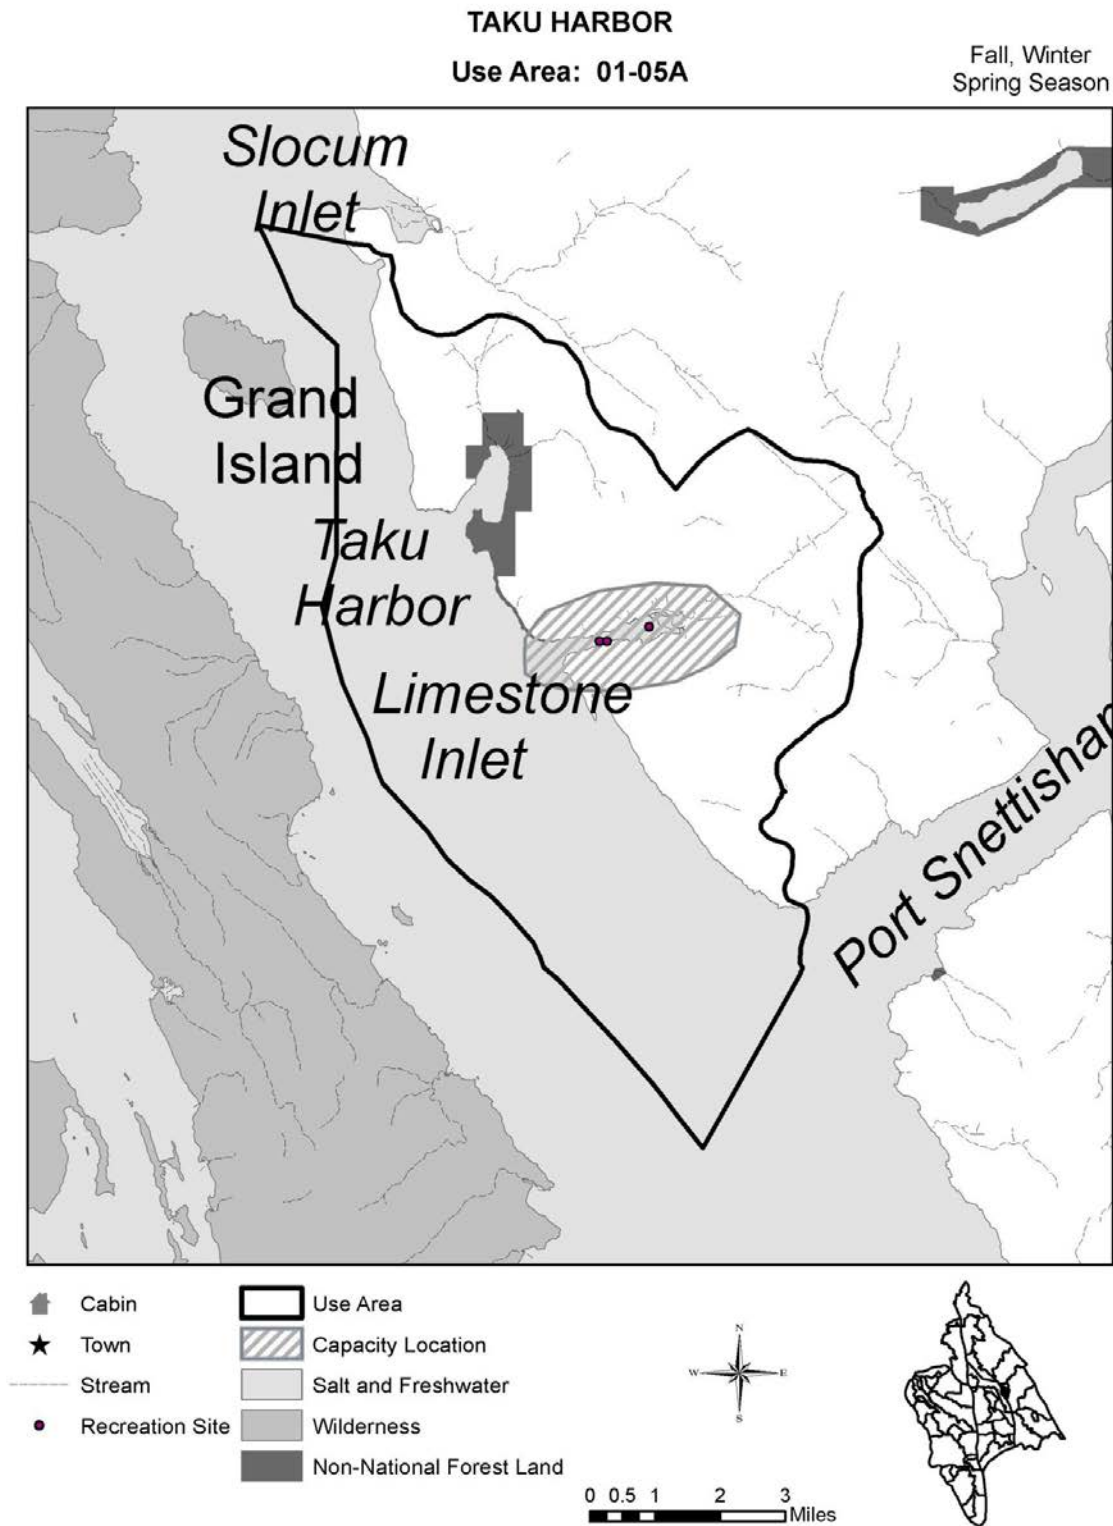 TAKU HARBOR
Use Area: 01-05A
Fall, Winter
Spring Season
Slocum
Inlet
Grand
Island
Taku
Harbor
Limestone
Inlet
Port Snettisham
Cabin
Town
Stream
Recreation Site
Use Area
Capacity Location
Salt and Freshwater
Wilderness
Non-National Forest Land
N
W E
S
0 0.5 1 2 3
Miles